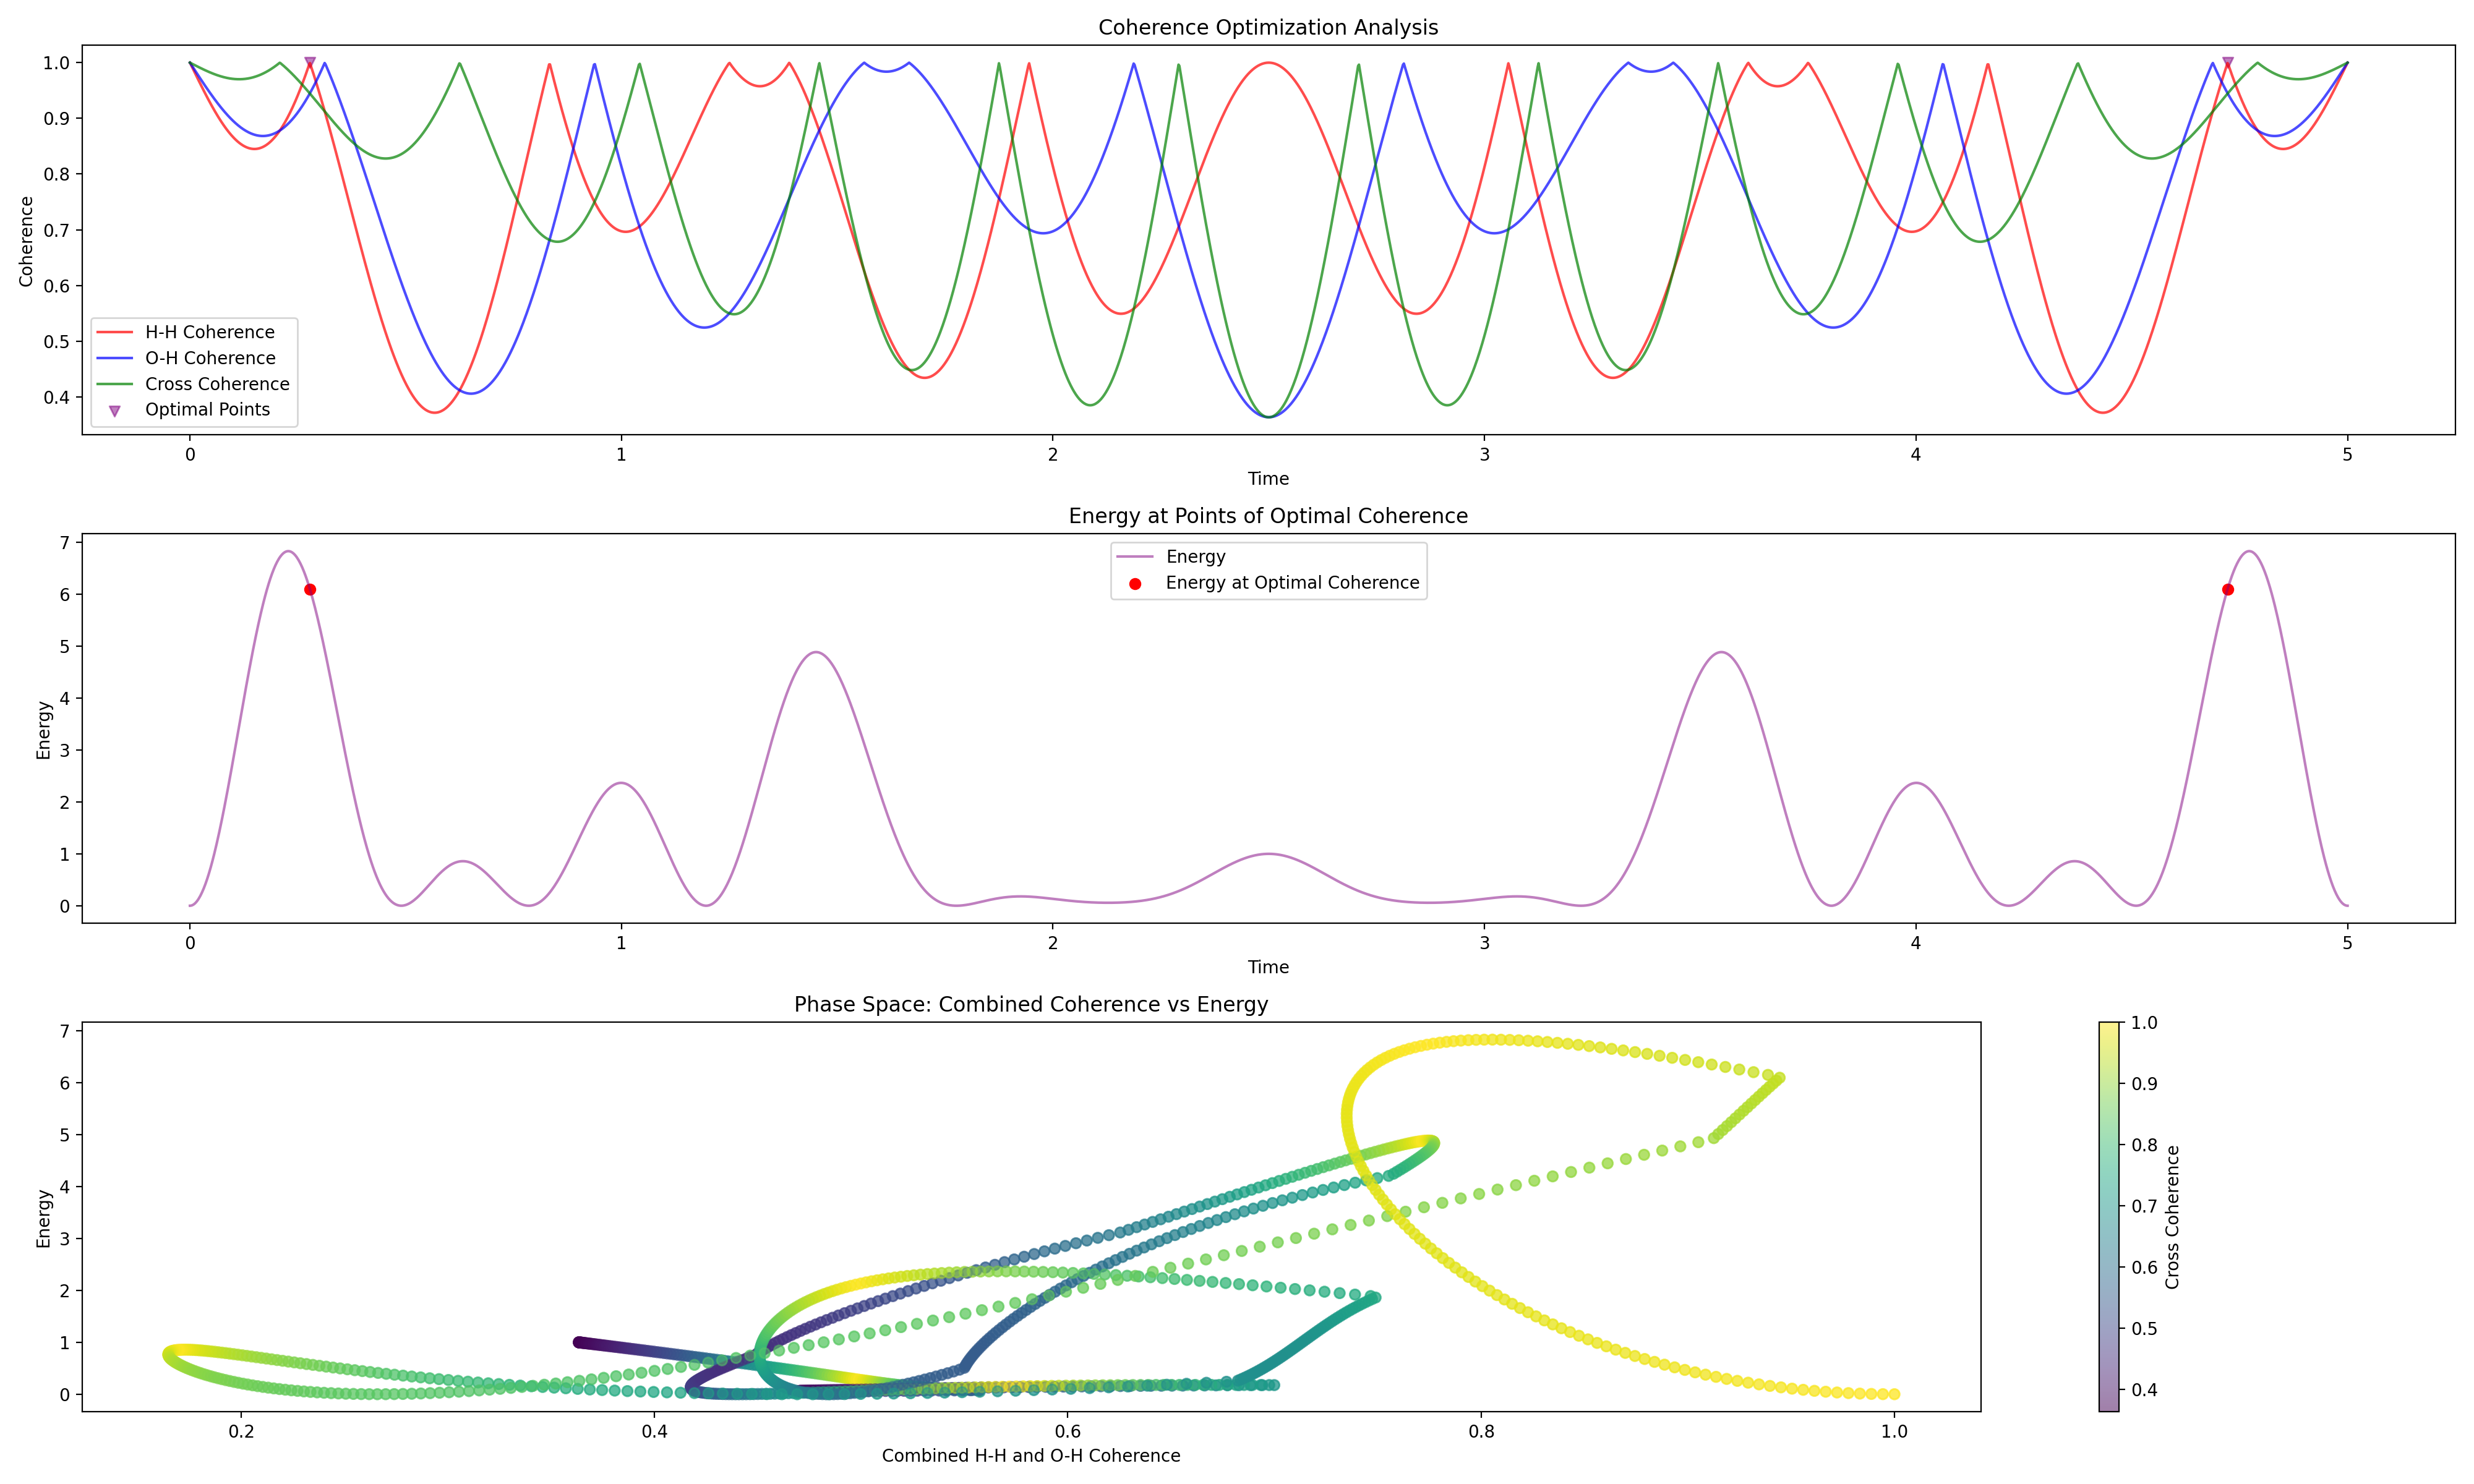 Coherence Optimization Analysis
1.0
0.9
0.8
0.7
0.6
0.5
0.4
Coherence
H-H Coherence
O-H Coherence
Cross Coherence
Optimal Points
0 1 2 3 4 5
Time
Energy at Points of Optimal Coherence
7
6
5
4
3
2
1
0
Energy
Energy
Energy at Optimal Coherence
0 1 2 3 4 5
Time
Phase Space: Combined Coherence vs Energy
7
6
5
4
3
2
1
0
Energy
0.2 0.4 0.6 0.8 1.0
Combined H-H and O-H Coherence
1.0
0.9
0.8
0.7
0.6
0.5
0.4
Cross Coherence